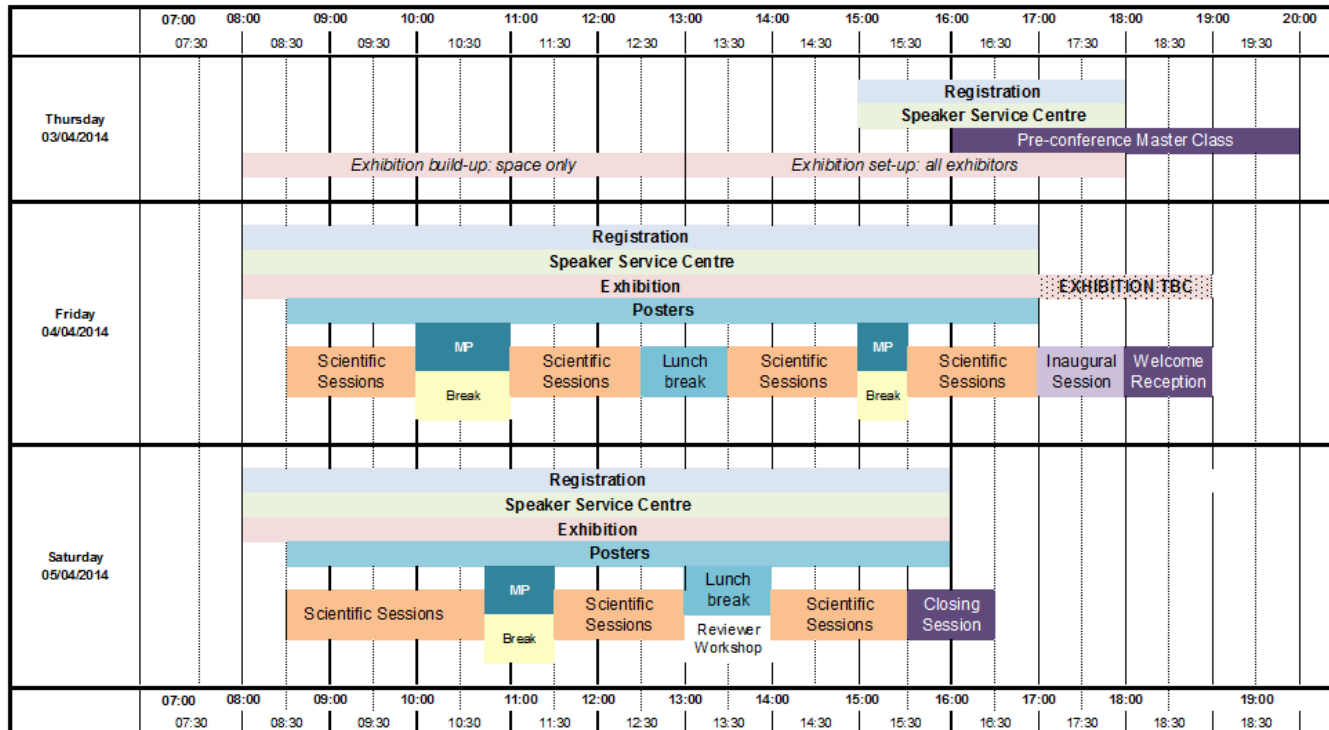 07:00 08:00 09:00 10:00 11:00 12:00 13:00 14:00 15:00 16:00 17:00 18:00 19:00 20:00
07:30 08:30 09:30 10:30 11:30 12:30 13:30 14:30 15:30 16:30 17:30 18:30 19:30
Thursday
03/04/2014
Registration
Speaker Service Centre
Pre-conference Master Class
Exhibition build-up: space only Exhibition set-up: all exhibitors
Friday
04/04/2014
Registration
Speaker Service Centre
Exhibition EXHIBITION TBC
Posters
Scientific
Sessions
MP
Break
Scientific
Sessions
Lunch
break
Scientific
Sessions
MP
Break
Scientific
Sessions
Inaugural
Session
Welcome
Reception
Saturday
05/04/2014
Registration
Speaker Service Centre
Exhibition
Posters
Scientific Sessions
MP
Break
Scientific
Sessions
Lunch
break
Reviewer
Workshop
Scientific
Sessions
Closing
Session
07:00 08:00 09:00 10:00 11:00 12:00 13:00 14:00 15:00 16:00 17:00 18:00 19:00
07:30 08:30 09:30 10:30 11:30 12:30 13:30 14:30 15:30 16:30 17:30 18:30 18:30